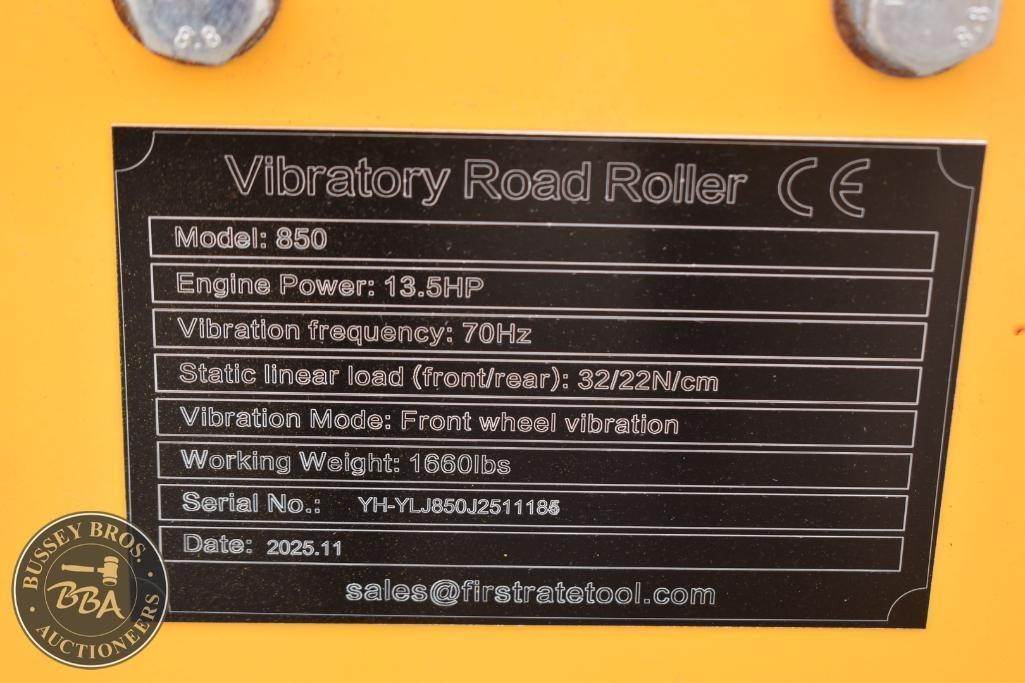 8.8
8.8
Vibratory Road Roller CE
Model: 850
Engine Power: 13.5HP
Vibration frequency: 70Hz
Static linear load (front/rear): 32/22N/cm
Vibration Mode: Front wheel vibration
Working Weight: 1660lbs
Serial No.:
Date: 2025.11
sales@firstratetool.com
BUSSEY BROS.
BBA
AUCTIONEERS